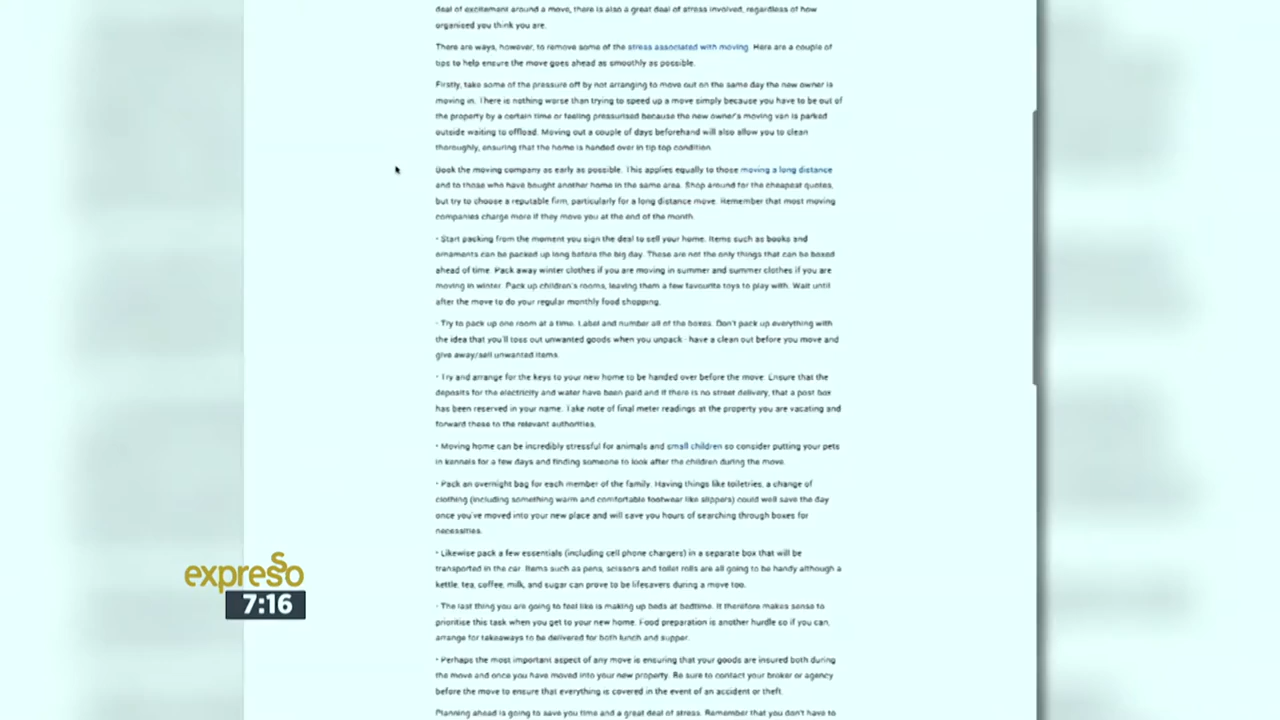 deal of excitement around a move, there is also a great deal of stress involved, regardless of how
organised you think you are.
There are ways, however, to remove some of the stress associated with moving. Here are a couple of
tips to help ensure the move goes ahead as smoothly as possible.
Firstly, take some of the pressure off by not arranging to move out on the same day the new owner is
moving in. There is nothing worse than trying to speed up a move simply because you have to be out of
the property by a certain time or feeling pressurised because the new owner's moving van is parked
outside waiting to offload. Moving out a couple of days beforehand will also allow you to clean
thoroughly, ensuring that the home is handed over in tip top condition.
Book the moving company as early as possible. This applies equally to those moving a long distance
and to those who have bought another home in the same area. Shop around for the cheapest quotes,
but try to choose a reputable firm, particularly for a long distance move. Remember that most moving
companies charge more if they move you at the end of the month.
• Start packing from the moment you sign the deal to sell your home. Items such as books and
ornaments can be packed up long before the big day. These are not the only things that can be boxed
ahead of time. Pack away winter clothes if you are moving in summer and summer clothes if you are
moving in winter. Pack up children's rooms, leaving them a few favourite toys to play with. Wait until
after the move to do your regular monthly food shopping.
• Try to pack up one room at a time. Label and number all of the boxes. Don't pack up everything with
the idea that you'll toss out unwanted goods when you unpack - have a clean out before you move and
give away/sell unwanted items.
• Try and arrange for the keys to your new home to be handed over before the move. Ensure that the
deposits for the electricity and water have been paid and if there is no street delivery, that a post box
has been reserved in your name. Take note of final meter readings at the property you are vacating and
forward these to the relevant authorities.
• Moving home can be incredibly stressful for animals and small children so consider putting your pets
in kennels for a few days and finding someone to look after the children during the move.
• Pack an overnight bag for each member of the family. Having things like toiletries, a change of
clothing (including something warm and comfortable footwear like slippers) could well save the day
once you've moved into your new place and will save you hours of searching through boxes for
necessities.
• Likewise pack a few essentials (including cell phone chargers) in a separate box that will be
transported in the car. Items such as pens, scissors and toilet rolls are all going to be handy although a
kettle, tea, coffee, milk, and sugar can prove to be lifesavers during a move too.
• The last thing you are going to feel like is making up beds at bedtime. It therefore makes sense to
prioritise this task when you get to your new home. Food preparation is another hurdle so if you can,
arrange for takeaways to be delivered for both lunch and supper.
• Perhaps the most important aspect of any move is ensuring that your goods are insured both during
the move and once you have moved into your new property. Be sure to contact your broker or agency
before the move to ensure that everything is covered in the event of an accident or theft.
Planning ahead is going to save you time and a great deal of stress. Remember that you don't have to
expresso
7:16